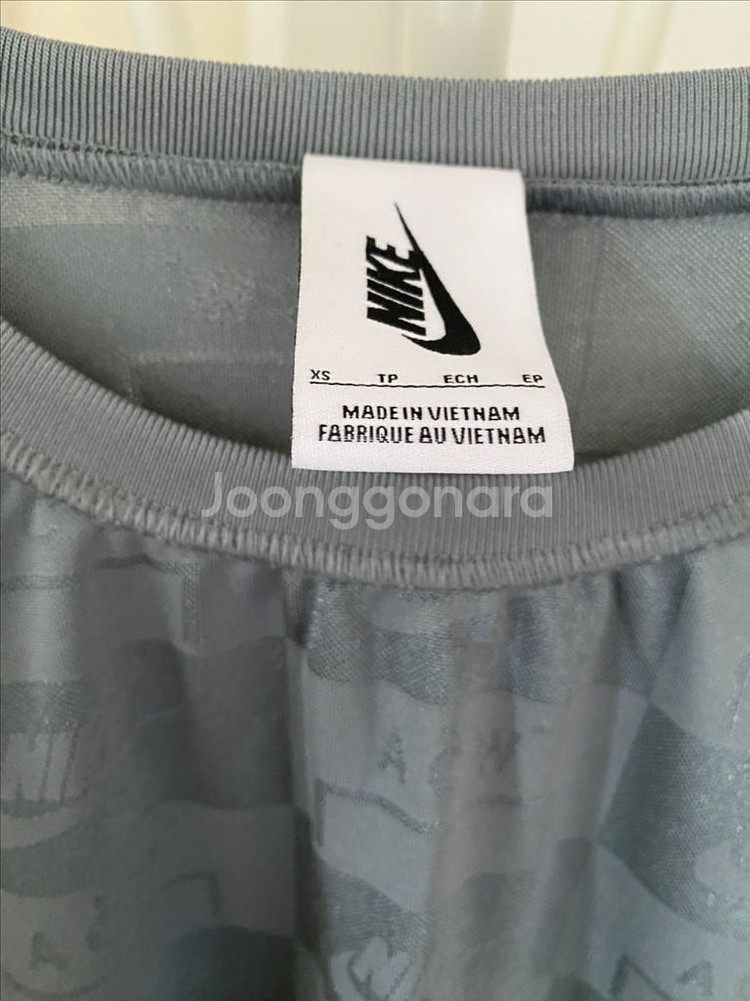 NIKE
XS TP ECH EP
MADE IN VIETNAM
FABRIQUE AU VIETNAM
Joonggonara